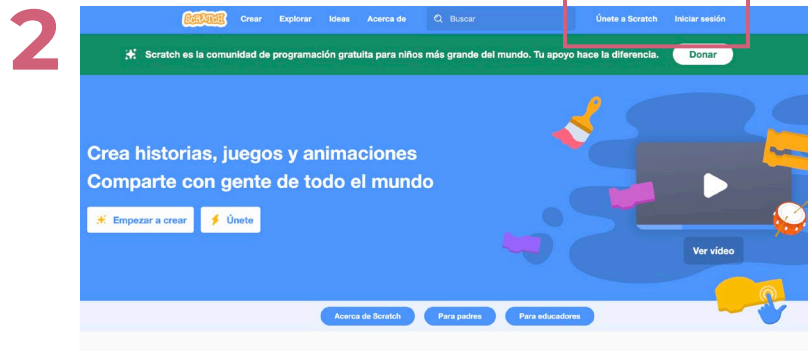 2
SCRATCH Crear Explorar Ideas Acerca de Buscar Únete a Scratch Iniciar sesión
Scratch es la comunidad de programación gratuita para niños más grande del mundo. Tu apoyo hace la diferencia. Donar
Crea historias, juegos y animaciones
Comparte con gente de todo el mundo
Empezar a crear Únete
Ver vídeo
Acerca de Scratch Para padres Para educadores